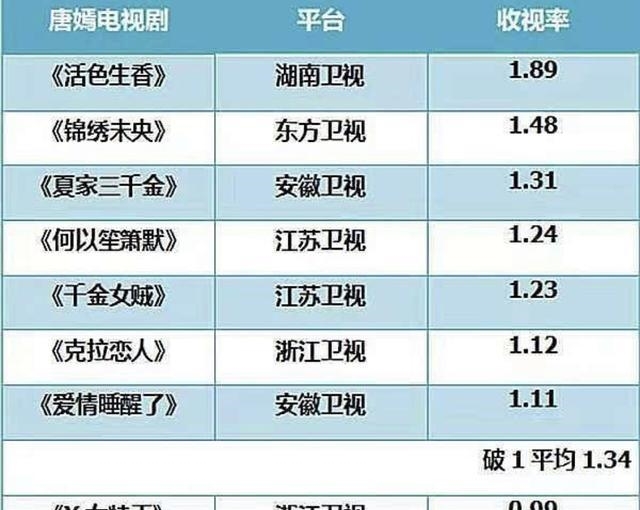 唐嫣电视剧 平台 收视率
《活色生香》 湖南卫视 1.89
《锦绣未央》 东方卫视 1.48
《夏家三千金》 安徽卫视 1.31
《何以笙箫默》 江苏卫视 1.24
《千金女贼》 江苏卫视 1.23
《克拉恋人》 浙江卫视 1.12
《爱情睡醒了》 安徽卫视 1.11
破1平均1.34
浙江卫视 0.99